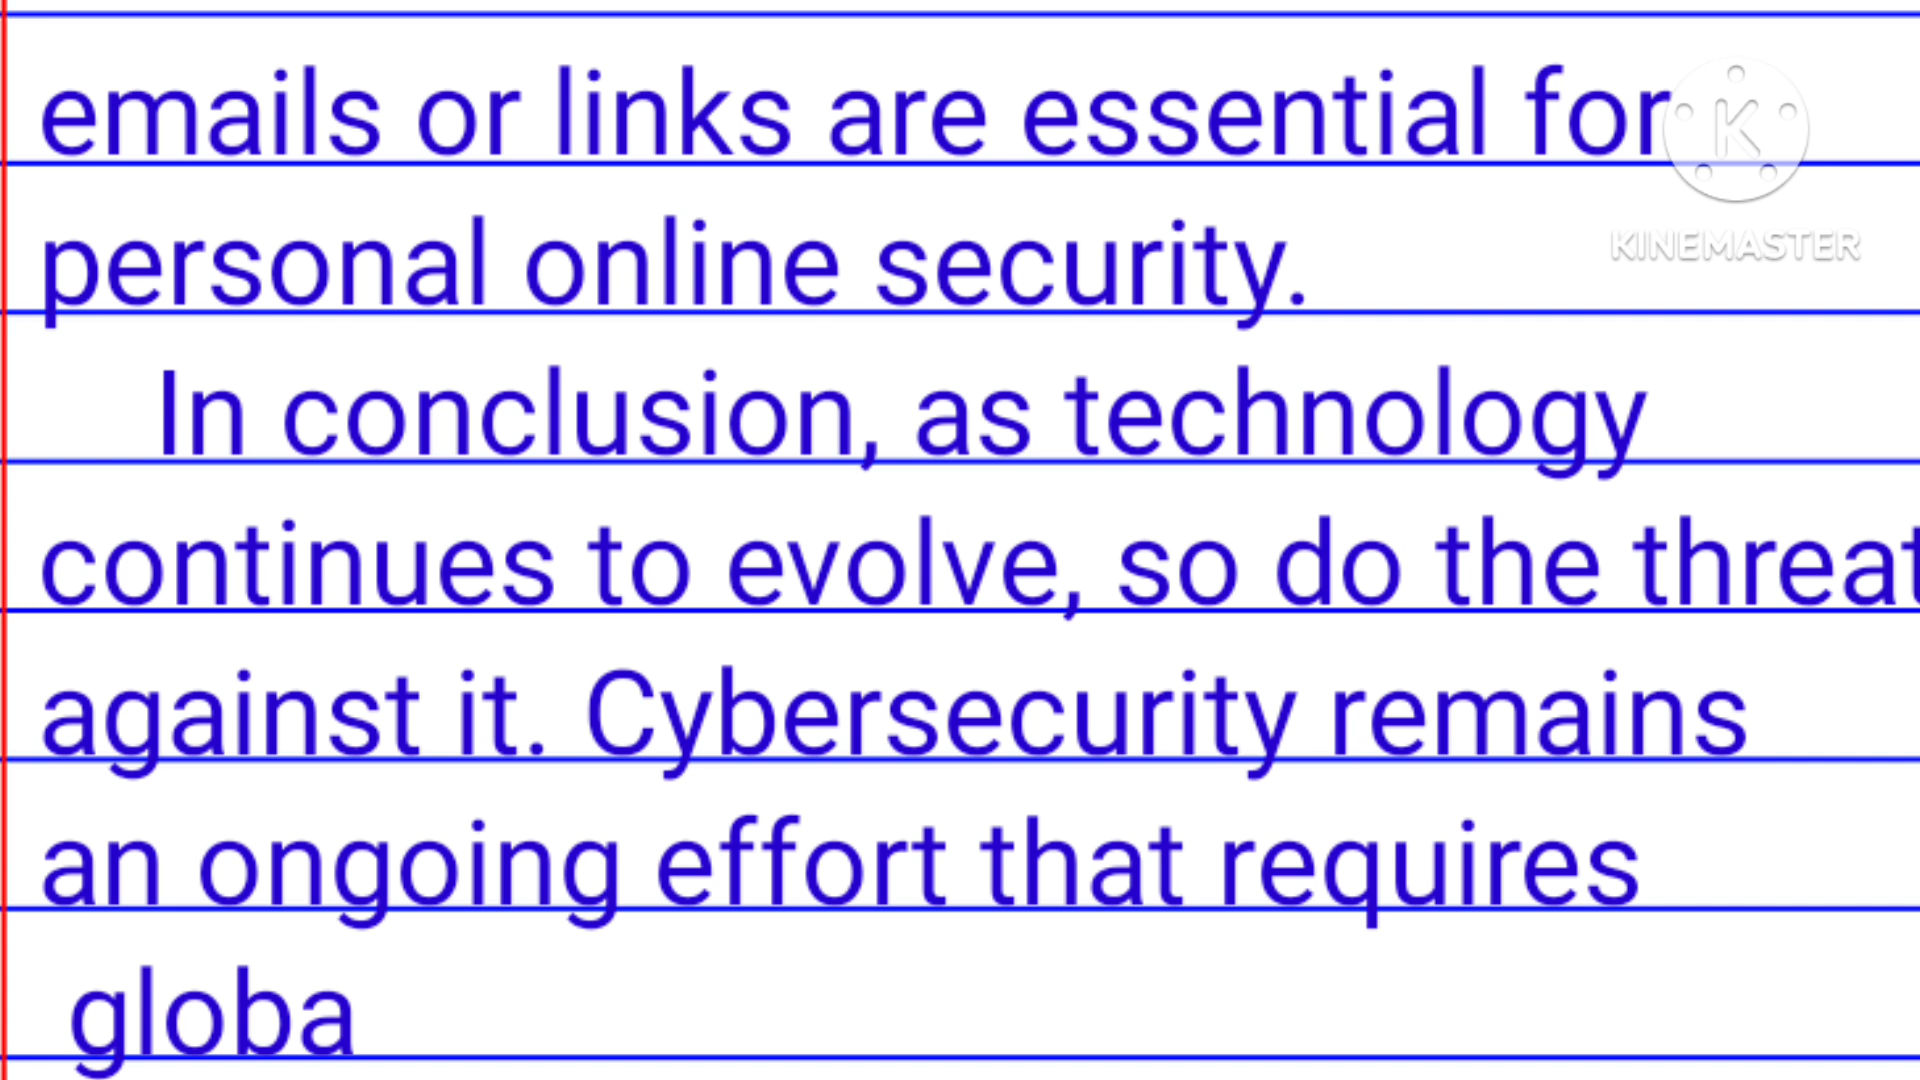 emails or links are essential for
personal online security.
In conclusion, as technology
continues to evolve, so do the threat
against it. Cybersecurity remains
an ongoing effort that requires
globa
K
KINEMASTER